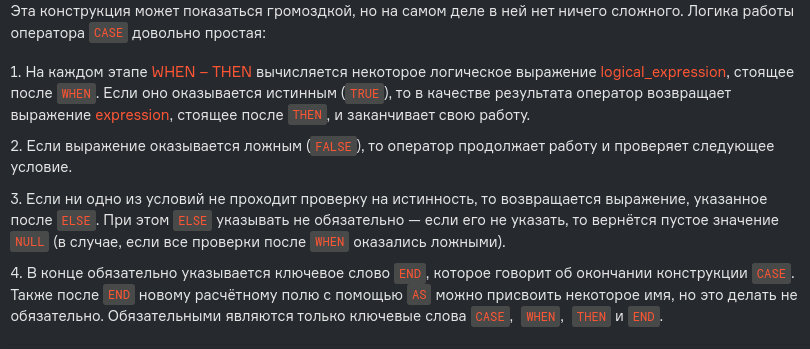 Эта конструкция может показаться громоздкой, но на самом деле в ней нет ничего сложного. Логика работы
оператора CASE довольно простая:
1. На каждом этапе WHEN – THEN вычисляется некоторое логическое выражение logical_expression, стоящее
после WHEN. Если оно оказывается истинным (TRUE), то в качестве результата оператор возвращает
выражение expression, стоящее после THEN, и заканчивает свою работу.
2. Если выражение оказывается ложным (FALSE), то оператор продолжает работу и проверяет следующее
условие.
3. Если ни одно из условий не проходит проверку на истинность, то возвращается выражение, указанное
после ELSE. При этом ELSE указывать не обязательно — если его не указать, то вернётся пустое значение
NULL (в случае, если все проверки после WHEN оказались ложными).
4. В конце обязательно указывается ключевое слово END, которое говорит об окончании конструкции CASE.
Также после END новому расчётному полю с помощью AS можно присвоить некоторое имя, но это делать не
обязательно. Обязательными являются только ключевые слова CASE, WHEN, THEN и END.